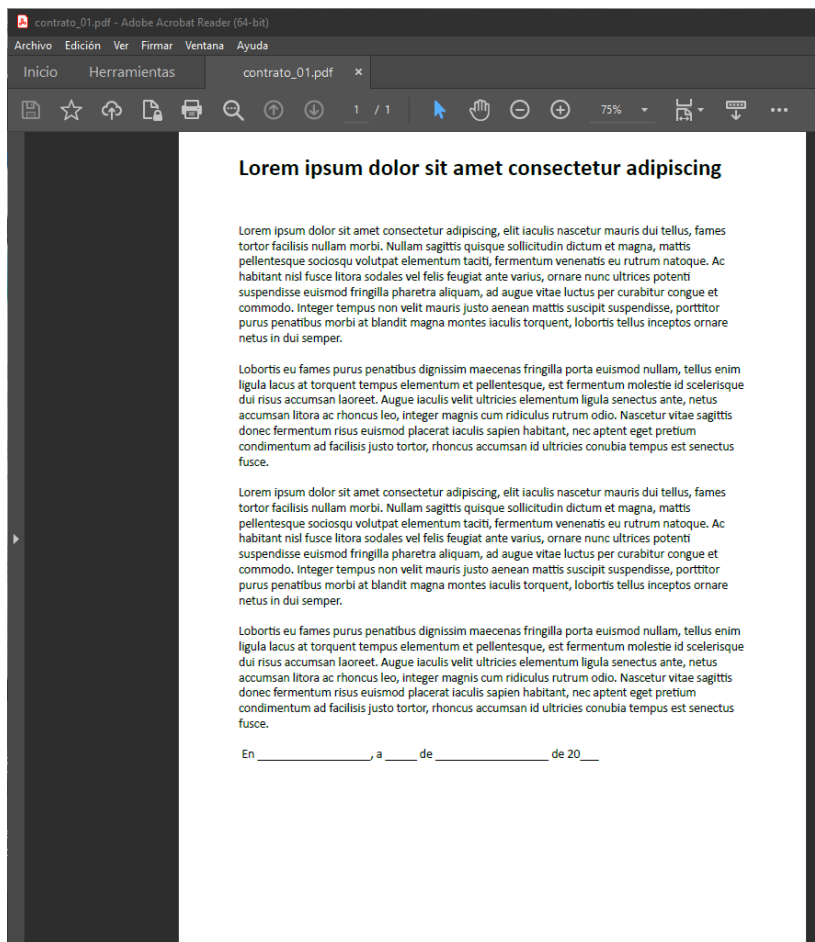 contrato_01.pdf - Adobe Acrobat Reader (64-bit)
Archivo Edición Ver Firmar Ventana Ayuda
Inicio Herramientas contrato_01.pdf ×
1 / 1 75%
Lorem ipsum dolor sit amet consectetur adipiscing
Lorem ipsum dolor sit amet consectetur adipiscing, elit iaculis nascetur mauris dui tellus, fames
tortor facilisis nullam morbi. Nullam sagittis quisque sollicitudin dictum et magna, mattis
pellentesque sociosqu volutpat elementum taciti, fermentum venenatis eu rutrum natoque. Ac
habitant nisl fusce litora sodales vel felis feugiat ante varius, ornare nunc ultrices potenti
suspendisse euismod fringilla pharetra aliquam, ad augue vitae luctus per curabitur congue et
commodo. Integer tempus non velit mauris justo aenean mattis suscipit suspendisse, porttitor
purus penatibus morbi at blandit magna montes iaculis torquent, lobortis tellus inceptos ornare
netus in dui semper.
Lobortis eu fames purus penatibus dignissim maecenas fringilla porta euismod nullam, tellus enim
ligula lacus at torquent tempus elementum et pellentesque, est fermentum molestie id scelerisque
dui risus accumsan laoreet. Augue iaculis velit ultricies elementum ligula senectus ante, netus
accumsan litora ac rhoncus leo, integer magnis cum ridiculus rutrum odio. Nascetur vitae sagittis
donec fermentum risus euismod placerat iaculis sapien habitant, nec aptent eget pretium
condimentum ad facilisis justo tortor, rhoncus accumsan id ultricies conubia tempus est senectus
fusce.
Lorem ipsum dolor sit amet consectetur adipiscing, elit iaculis nascetur mauris dui tellus, fames
tortor facilisis nullam morbi. Nullam sagittis quisque sollicitudin dictum et magna, mattis
pellentesque sociosqu volutpat elementum taciti, fermentum venenatis eu rutrum natoque. Ac
habitant nisl fusce litora sodales vel felis feugiat ante varius, ornare nunc ultrices potenti
suspendisse euismod fringilla pharetra aliquam, ad augue vitae luctus per curabitur congue et
commodo. Integer tempus non velit mauris justo aenean mattis suscipit suspendisse, porttitor
purus penatibus morbi at blandit magna montes iaculis torquent, lobortis tellus inceptos ornare
netus in dui semper.
Lobortis eu fames purus penatibus dignissim maecenas fringilla porta euismod nullam, tellus enim
ligula lacus at torquent tempus elementum et pellentesque, est fermentum molestie id scelerisque
dui risus accumsan laoreet. Augue iaculis velit ultricies elementum ligula senectus ante, netus
accumsan litora ac rhoncus leo, integer magnis cum ridiculus rutrum odio. Nascetur vitae sagittis
donec fermentum risus euismod placerat iaculis sapien habitant, nec aptent eget pretium
condimentum ad facilisis justo tortor, rhoncus accumsan id ultricies conubia tempus est senectus
fusce.
En __________________, a _____ de __________________ de 20___